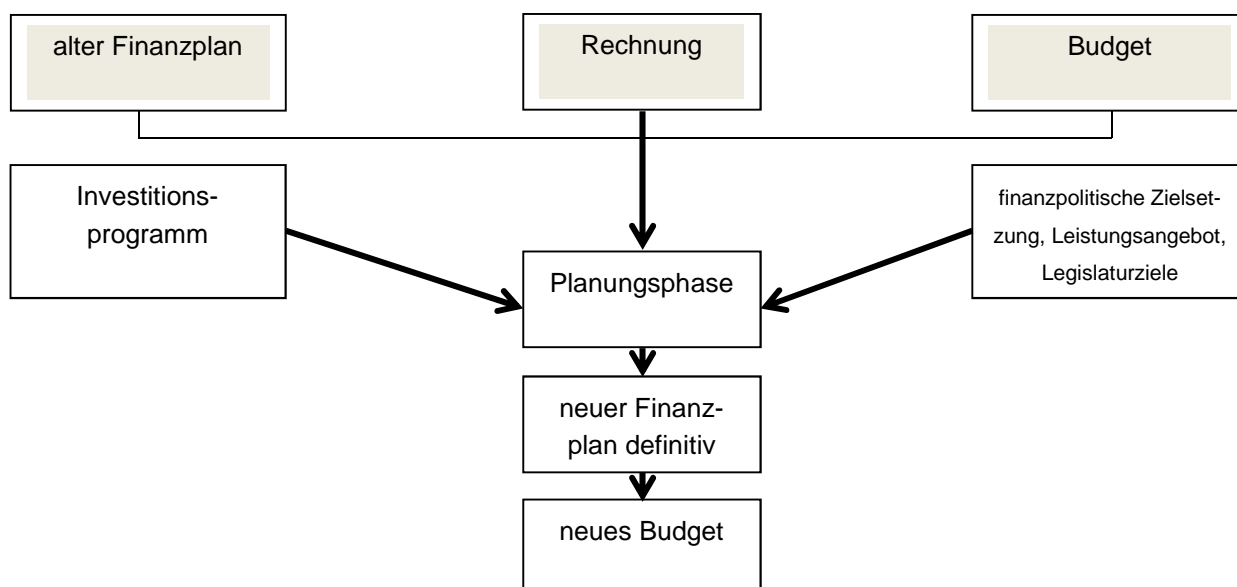 alter Finanzplan
Rechnung
Budget
Investitions-
programm
finanzpolitische Zielset-
zung, Leistungsangebot,
Legislaturziele
Planungsphase
neuer Finanz-
plan definitiv
neues Budget